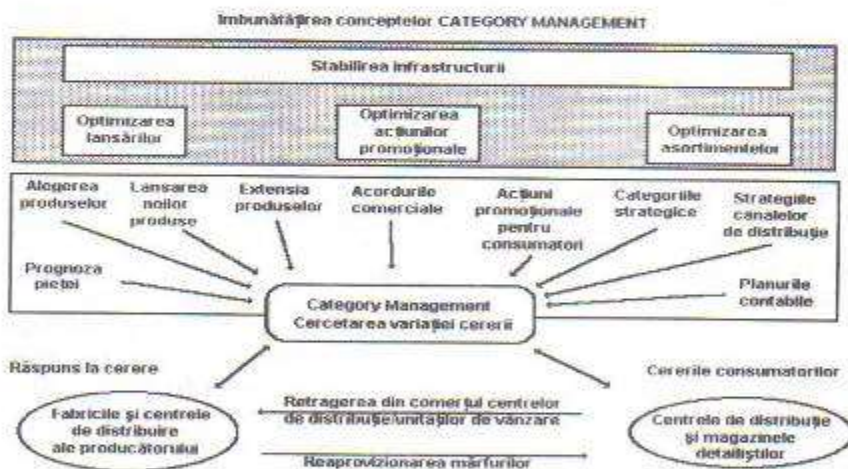 Imbunătăţirea conceptelor CATEGORY MANAGEMENT
Stabilirea infrastructurii
Optimizarea
lansărilor
Optimizarea
acţiunilor
promoţionale
Optimizarea
asortimentelor
Alegerea
produselor
Lansarea
noilor
produse
Extensia
produselor
Acordurile
comerciale
Acţiuni
promoţionale
pentru
consumatori
Categoriile
strategice
Strategiile
canalelor
de distribuţie
Prognoza
pieţei
Planurile
contabile
Category Management
Cercetarea variaţiei cererii
Răspuns la cerere
Cererile consumatorilor
Fabricile şi centrele
de distribuire
ale producătorului
Retragerea din comerţul centrelor
de distribuţie/unităţilor de vânzare
Centrele de distribuţie
şi magazinele
detailiştilor
Reaprovizionarea mărfurilor